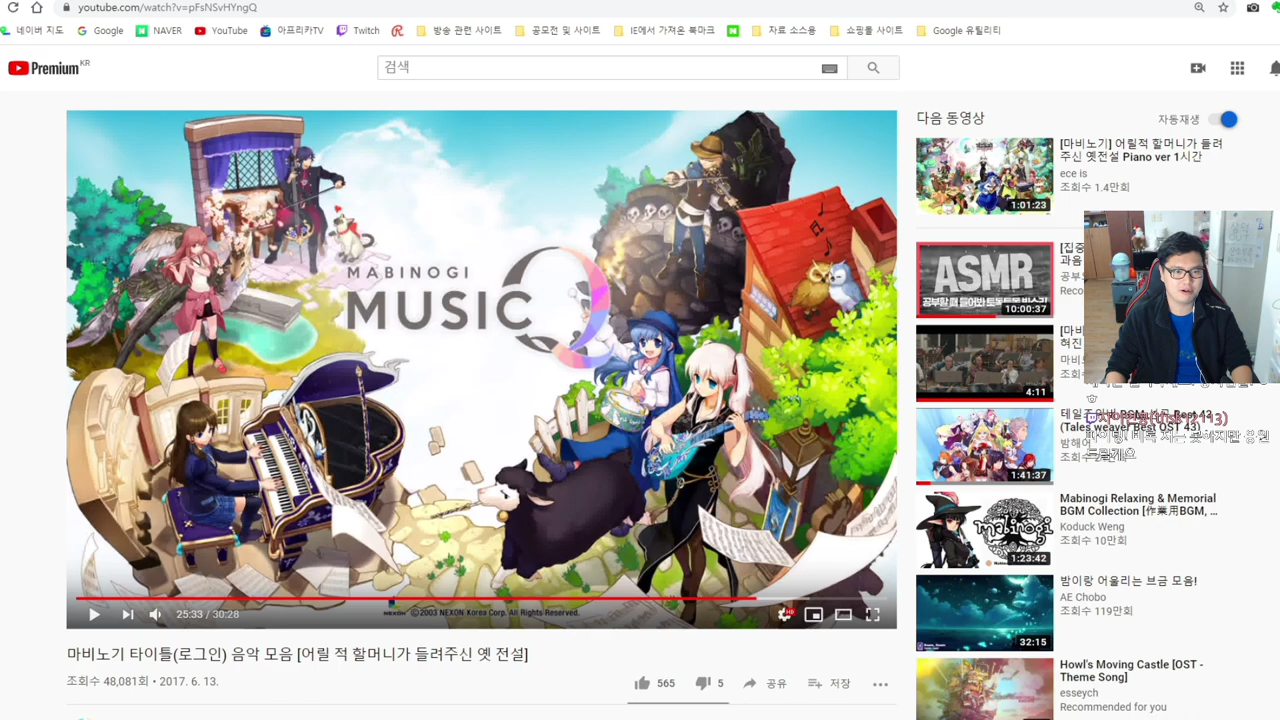 youtube.com/watch?v=pFsNSvHYngQ
네이버 지도 Google NAVER YouTube 아프리카TV Twitch 방송 관련 사이트 공모전 및 사이트 IE에서 가져온 북마크 자료 소스용 쇼핑몰 사이트 Google 유틸리티
Premium KR
검색
MABINOGI
MUSIC Q
25:33 / 30:28
NEXON ©2003 NEXON Korea Corp. All Rights Reserved.
HD
마비노기 타이틀(로그인) 음악 모음 [어릴 적 할머니가 들려주신 옛 전설]
조회수 48,081회 • 2017. 6. 13.
565 5 공유 저장
다음 동영상
자동재생
[마비노기] 어릴적 할머니가 들려
주신 옛전설 Piano ver 1시간
ece is
조회수 1.4만회
1:01:23
ASMR
10:00:37
4:11
(Tales weaver Best OST 43)
1:41:37
Mabinogi Relaxing & Memorial
BGM Collection [作業用BGM, ...
Koduck Weng
조회수 10만회
mabinogi
1:23:42
밤이랑 어울리는 브금 모음!
AE Chobo
조회수 119만회
32:15
Howl's Moving Castle [OST -
Theme Song]
esseych
Recommended for you